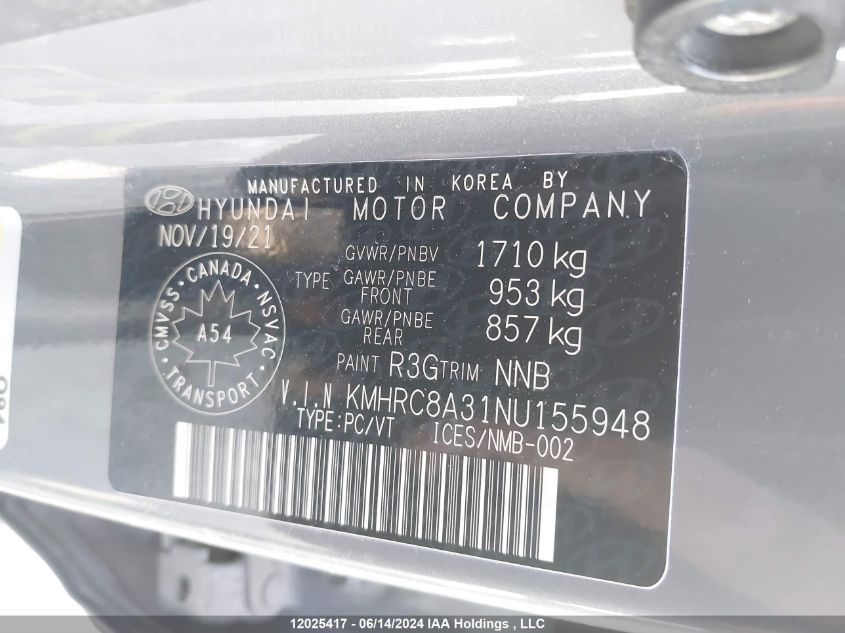 MANUFACTURED IN KOREA BY
HYUNDAI MOTOR COMPANY
NOV/19/21
GVWR/PNBV 1710 kg
TYPE GAWR/PNBE FRONT 953 kg
GAWR/PNBE REAR 857 kg
CANADA
CMVSS · NSVAC
A54
TRANSPORT
PAINT R3G TRIM NNB
V.I.N KMHRC8A31NU155948
TYPE:PC/VT ICES/NMB-002
12025417 - 06/14/2024 IAA Holdings , LLC